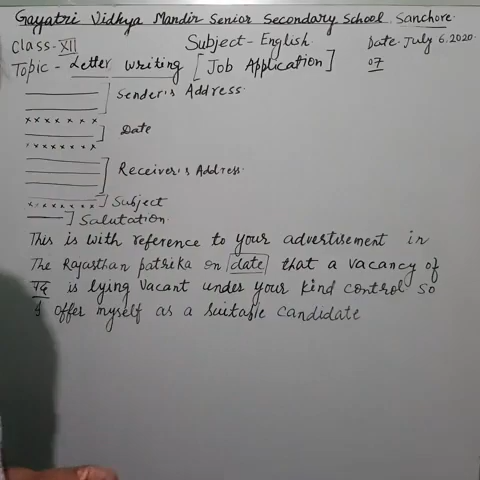 Gayatri Vidhya Mandir Senior Secondary School Sanchore.
Class-XII Subject-English. Date. July 6.2020.
07
Topic - Letter writing [Job Application]
Sender's Address
x x x x x x x
Date
x x x x x x x x
Receiver's Address.
x x x x x x x Subject
Salutation.
This is with reference to your advertisement in
The Rajasthan patrika on date that a vacancy of
पद is lying vacant under your kind control so
I offer myself as a suitable candidate